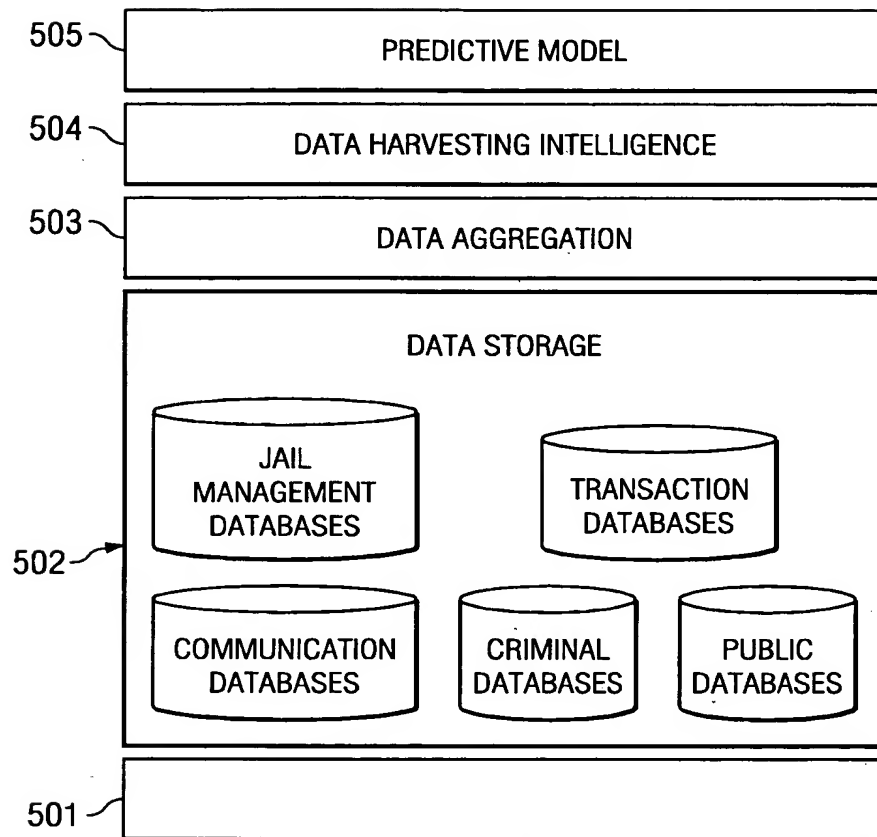 505
PREDICTIVE MODEL
504
DATA HARVESTING INTELLIGENCE
503
DATA AGGREGATION
DATA STORAGE
JAIL
MANAGEMENT
DATABASES
TRANSACTION
DATABASES
502
COMMUNICATION
DATABASES
CRIMINAL
DATABASES
PUBLIC
DATABASES
501